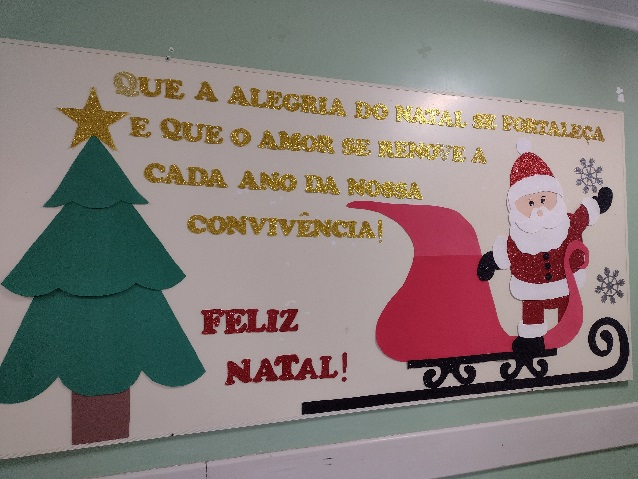 QUE A ALEGRIA DO NATAL SE FORTALEÇA
E QUE O AMOR SE RENOVE A
CADA ANO DA NOSSA
CONVIVÊNCIA!
FELIZ
NATAL!